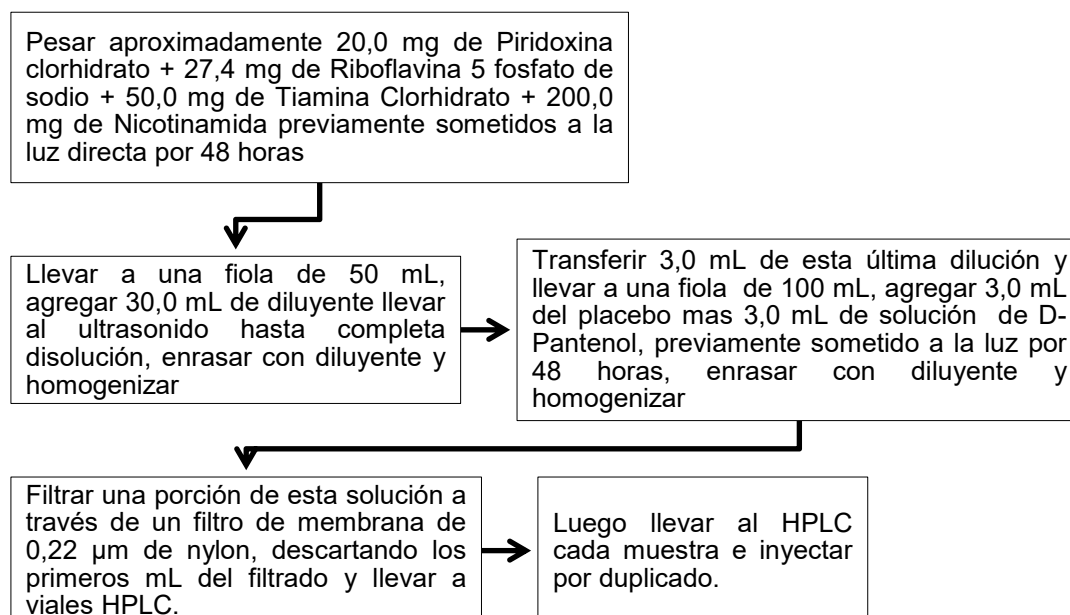 Pesar aproximadamente 20,0 mg de Piridoxina
clorhidrato + 27,4 mg de Riboflavina 5 fosfato de
sodio + 50,0 mg de Tiamina Clorhidrato + 200,0
mg de Nicotinamida previamente sometidos a la
luz directa por 48 horas
Llevar a una fiola de 50 mL,
agregar 30,0 mL de diluyente llevar
al ultrasonido hasta completa
disolución, enrasar con diluyente y
homogenizar
Transferir 3,0 mL de esta última dilución y
llevar a una fiola de 100 mL, agregar 3,0 mL
del placebo mas 3,0 mL de solución de D-
Pantenol, previamente sometido a la luz por
48 horas, enrasar con diluyente y
homogenizar
Filtrar una porción de esta solución a
través de un filtro de membrana de
0,22 µm de nylon, descartando los
primeros mL del filtrado y llevar a
viales HPLC.
Luego llevar al HPLC
cada muestra e inyectar
por duplicado.